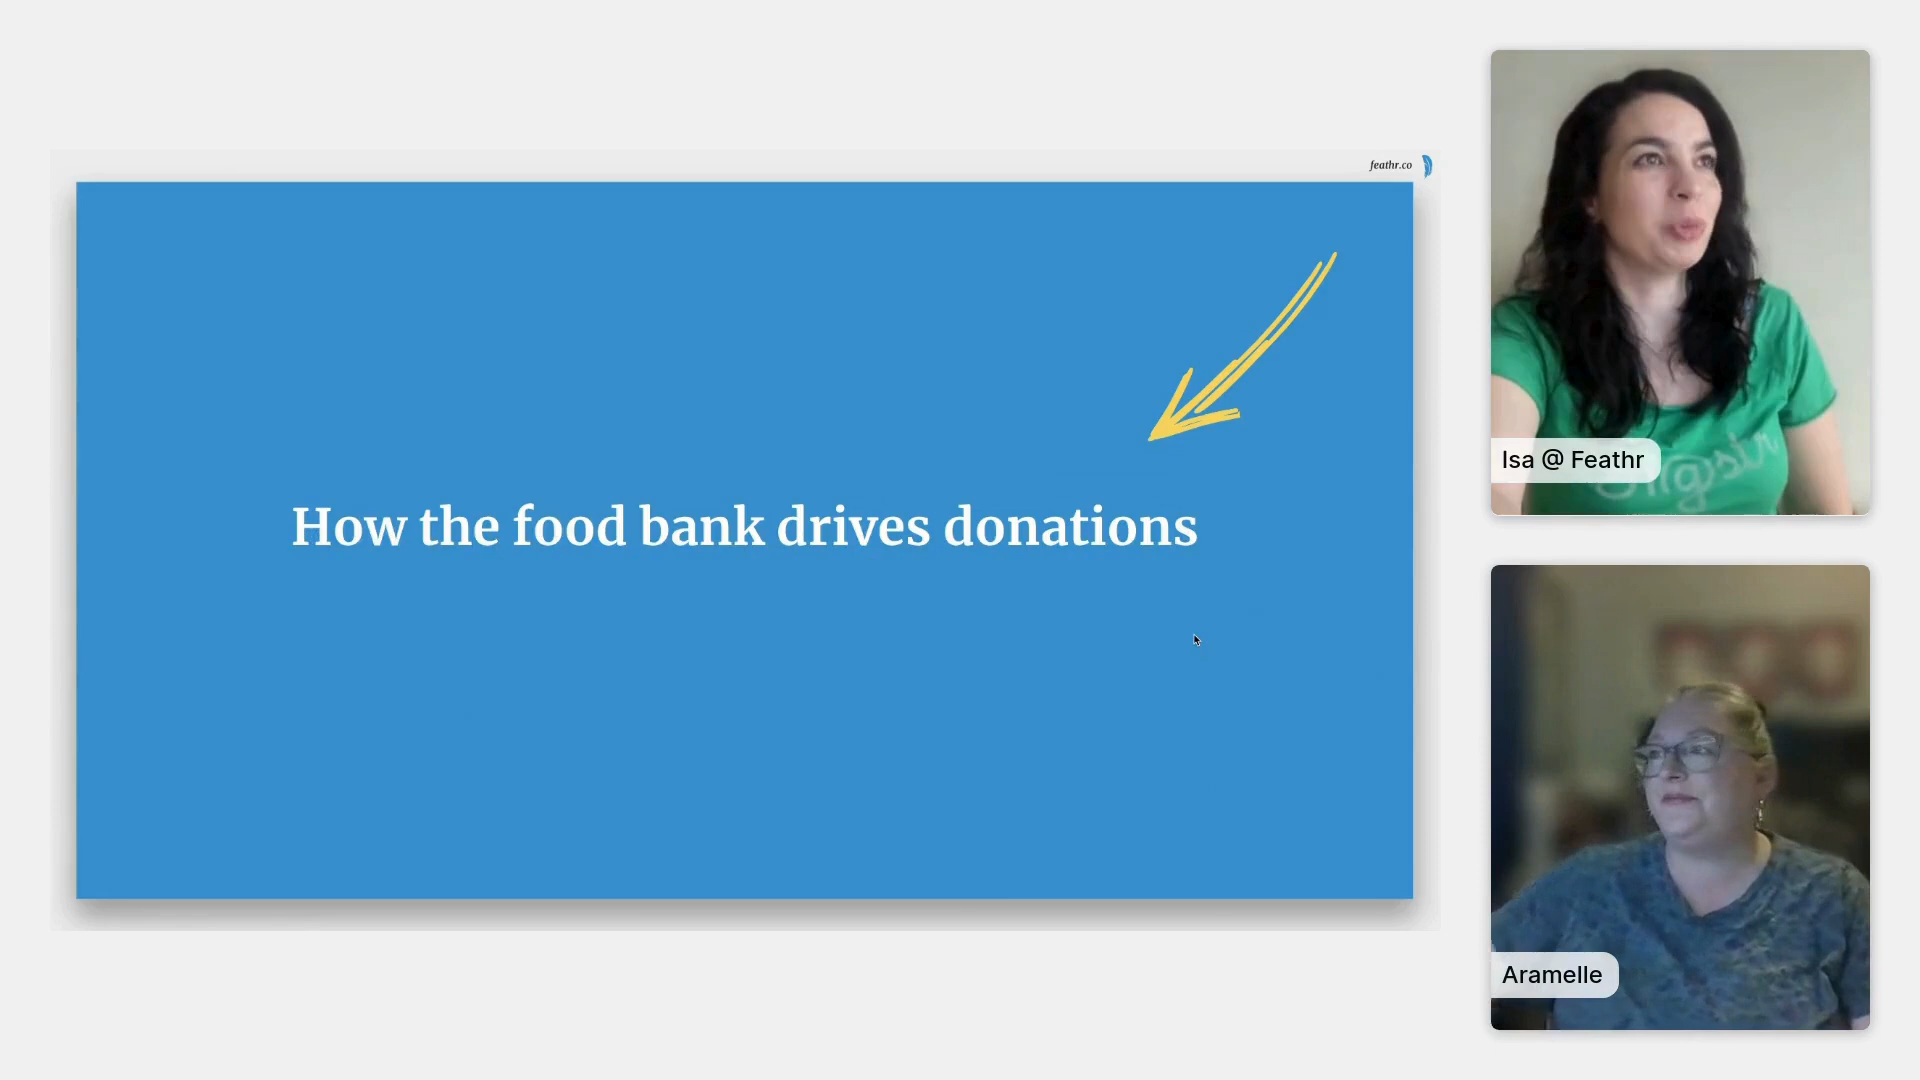 feathr.co
How the food bank drives donations
Isa @ Feathr
Aramelle